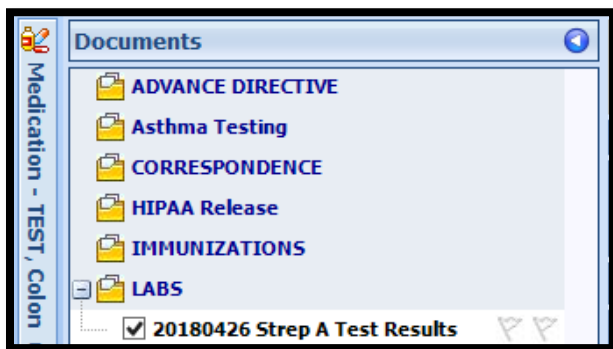 Medication - TEST, Colon
Documents
ADVANCE DIRECTIVE
Asthma Testing
CORRESPONDENCE
HIPAA Release
IMMUNIZATIONS
LABS
20180426 Strep A Test Results